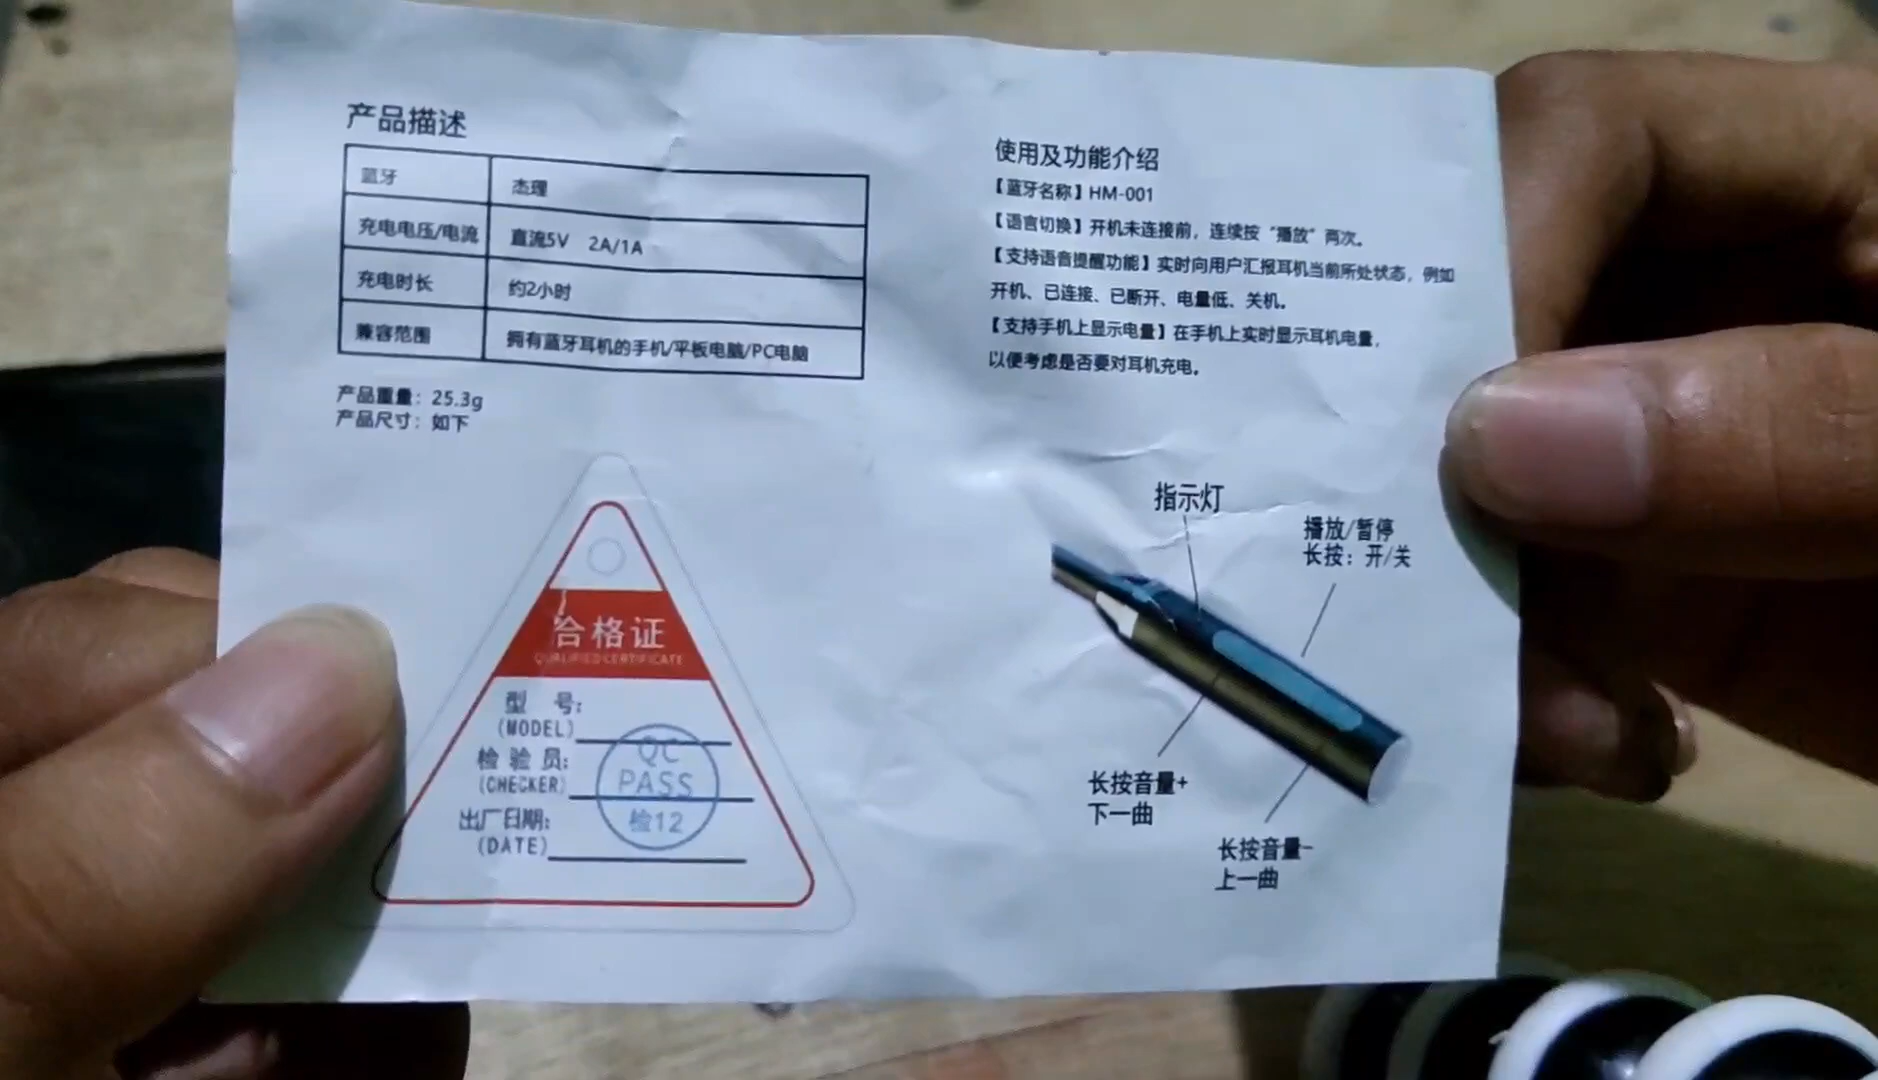 产品描述
蓝牙 杰理
充电电压/电流 直流5V 2A/1A
充电时长 约2小时
兼容范围 拥有蓝牙耳机的手机/平板电脑/PC电脑
产品重量：25.3g
产品尺寸：如下
合格证
QUALIFIED CERTIFICATE
型 号：
(MODEL)
检 验 员：
(CHECKER)
出厂日期：
(DATE)
QC
PASS
检12
使用及功能介绍
【蓝牙名称】HM-001
【语言切换】开机未连接前，连续按“播放”两次。
【支持语音提醒功能】实时向用户汇报耳机当前所处状态，例如
开机、已连接、已断开、电量低、关机。
【支持手机上显示电量】在手机上实时显示耳机电量，
以便考虑是否要对耳机充电。
指示灯
播放/暂停
长按：开/关
长按音量+
下一曲
长按音量-
上一曲